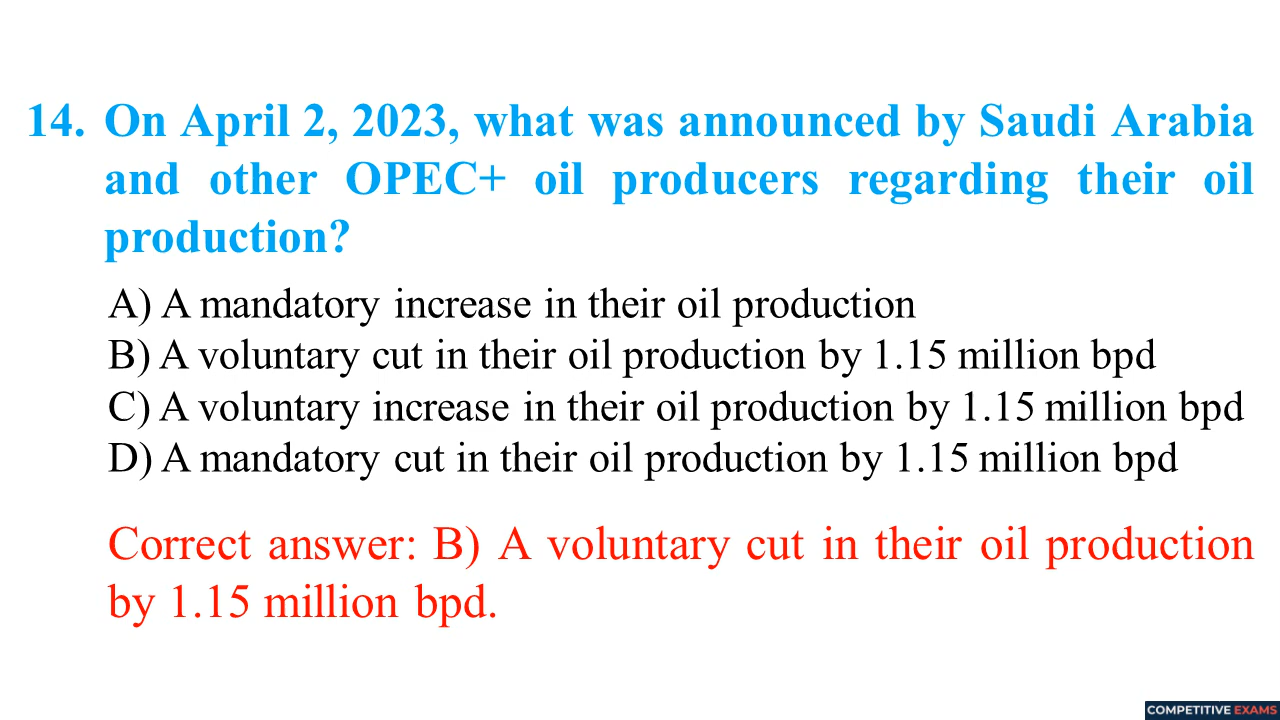 14. On April 2, 2023, what was announced by Saudi Arabia
and other OPEC+ oil producers regarding their oil
production?
A) A mandatory increase in their oil production
B) A voluntary cut in their oil production by 1.15 million bpd
C) A voluntary increase in their oil production by 1.15 million bpd
D) A mandatory cut in their oil production by 1.15 million bpd
Correct answer: B) A voluntary cut in their oil production
by 1.15 million bpd.
COMPETITIVE EXAMS